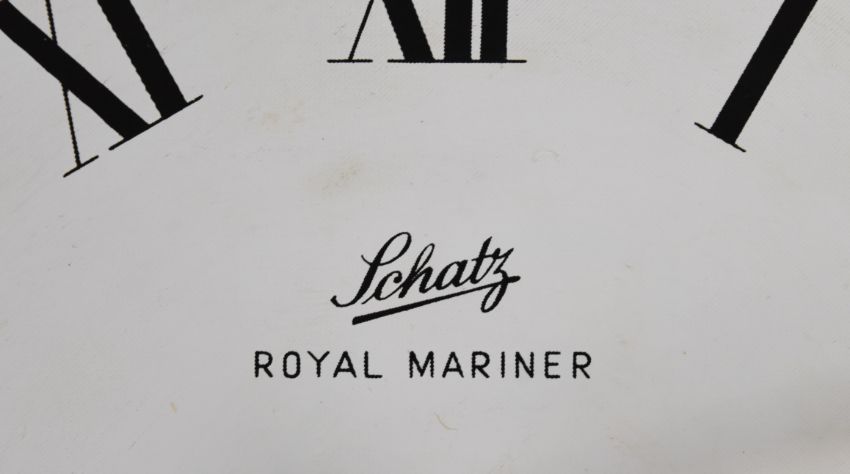 XI XII I
Schatz
ROYAL MARINER